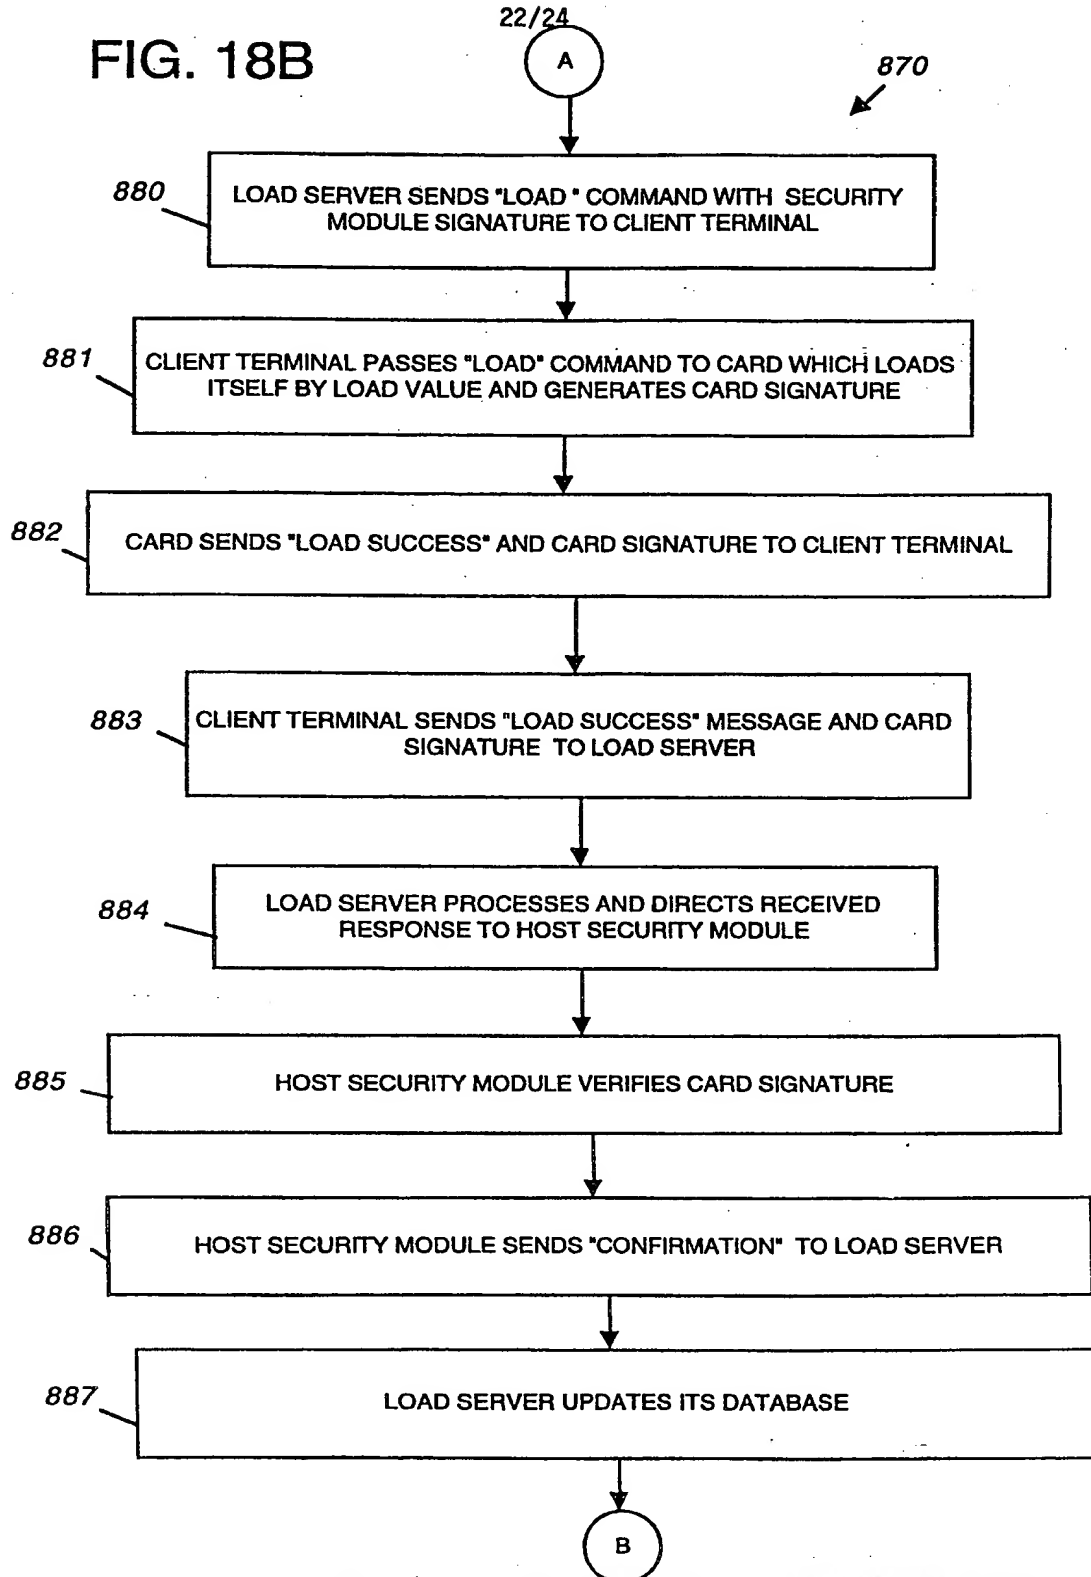 22/24
FIG. 18B
A
870
880
LOAD SERVER SENDS "LOAD " COMMAND WITH SECURITY
MODULE SIGNATURE TO CLIENT TERMINAL
881
CLIENT TERMINAL PASSES "LOAD" COMMAND TO CARD WHICH LOADS
ITSELF BY LOAD VALUE AND GENERATES CARD SIGNATURE
882
CARD SENDS "LOAD SUCCESS" AND CARD SIGNATURE TO CLIENT TERMINAL
883
CLIENT TERMINAL SENDS "LOAD SUCCESS" MESSAGE AND CARD
SIGNATURE TO LOAD SERVER
884
LOAD SERVER PROCESSES AND DIRECTS RECEIVED
RESPONSE TO HOST SECURITY MODULE
885
HOST SECURITY MODULE VERIFIES CARD SIGNATURE
886
HOST SECURITY MODULE SENDS "CONFIRMATION" TO LOAD SERVER
887
LOAD SERVER UPDATES ITS DATABASE
B